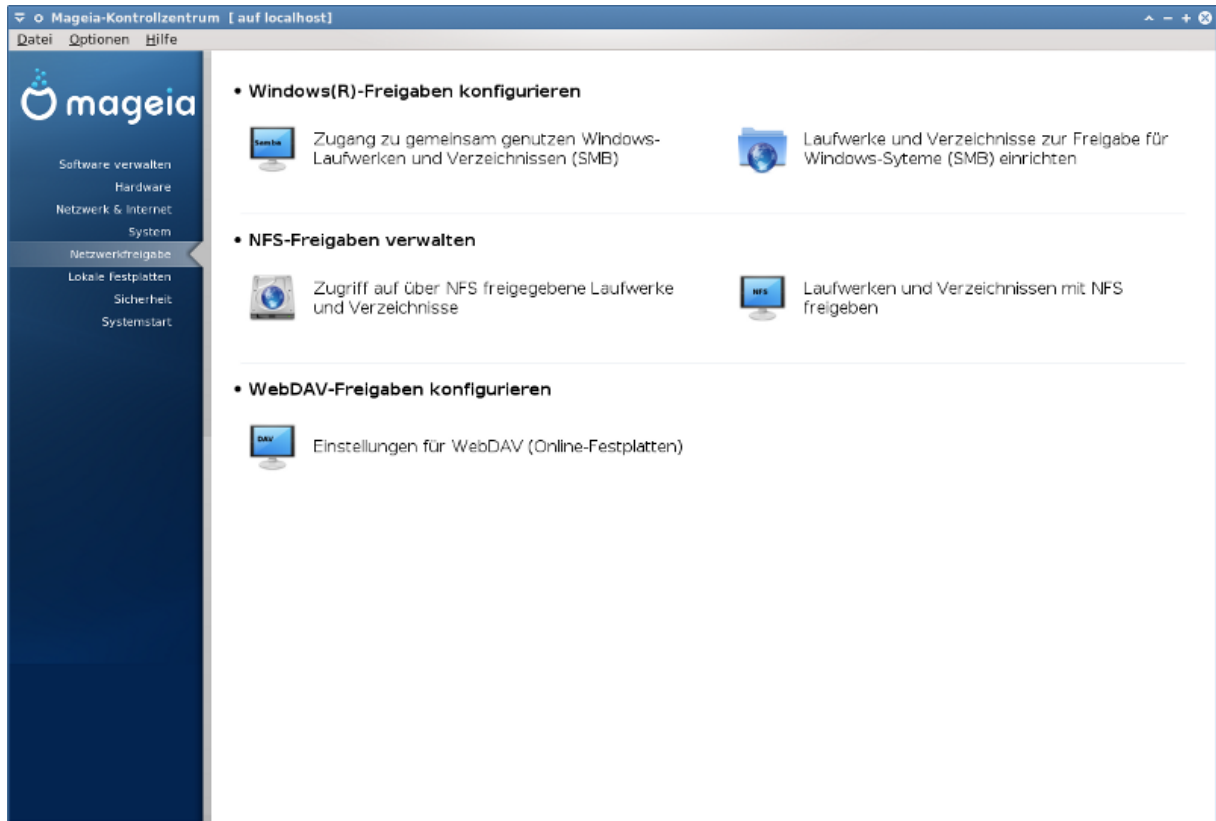 Mageia-Kontrollzentrum [ auf localhost]
Datei Optionen Hilfe
mageia
Software verwalten
Hardware
Netzwerk & Internet
System
Netzwerkfreigabe
Lokale Festplatten
Sicherheit
Systemstart
• Windows(R)-Freigaben konfigurieren
Samba
Zugang zu gemeinsam genutzen Windows-
Laufwerken und Verzeichnissen (SMB)
Laufwerke und Verzeichnisse zur Freigabe für
Windows-Syteme (SMB) einrichten
• NFS-Freigaben verwalten
Zugriff auf über NFS freigegebene Laufwerke
und Verzeichnisse
NFS
Laufwerken und Verzeichnissen mit NFS
freigeben
• WebDAV-Freigaben konfigurieren
DAV
Einstellungen für WebDAV (Online-Festplatten)